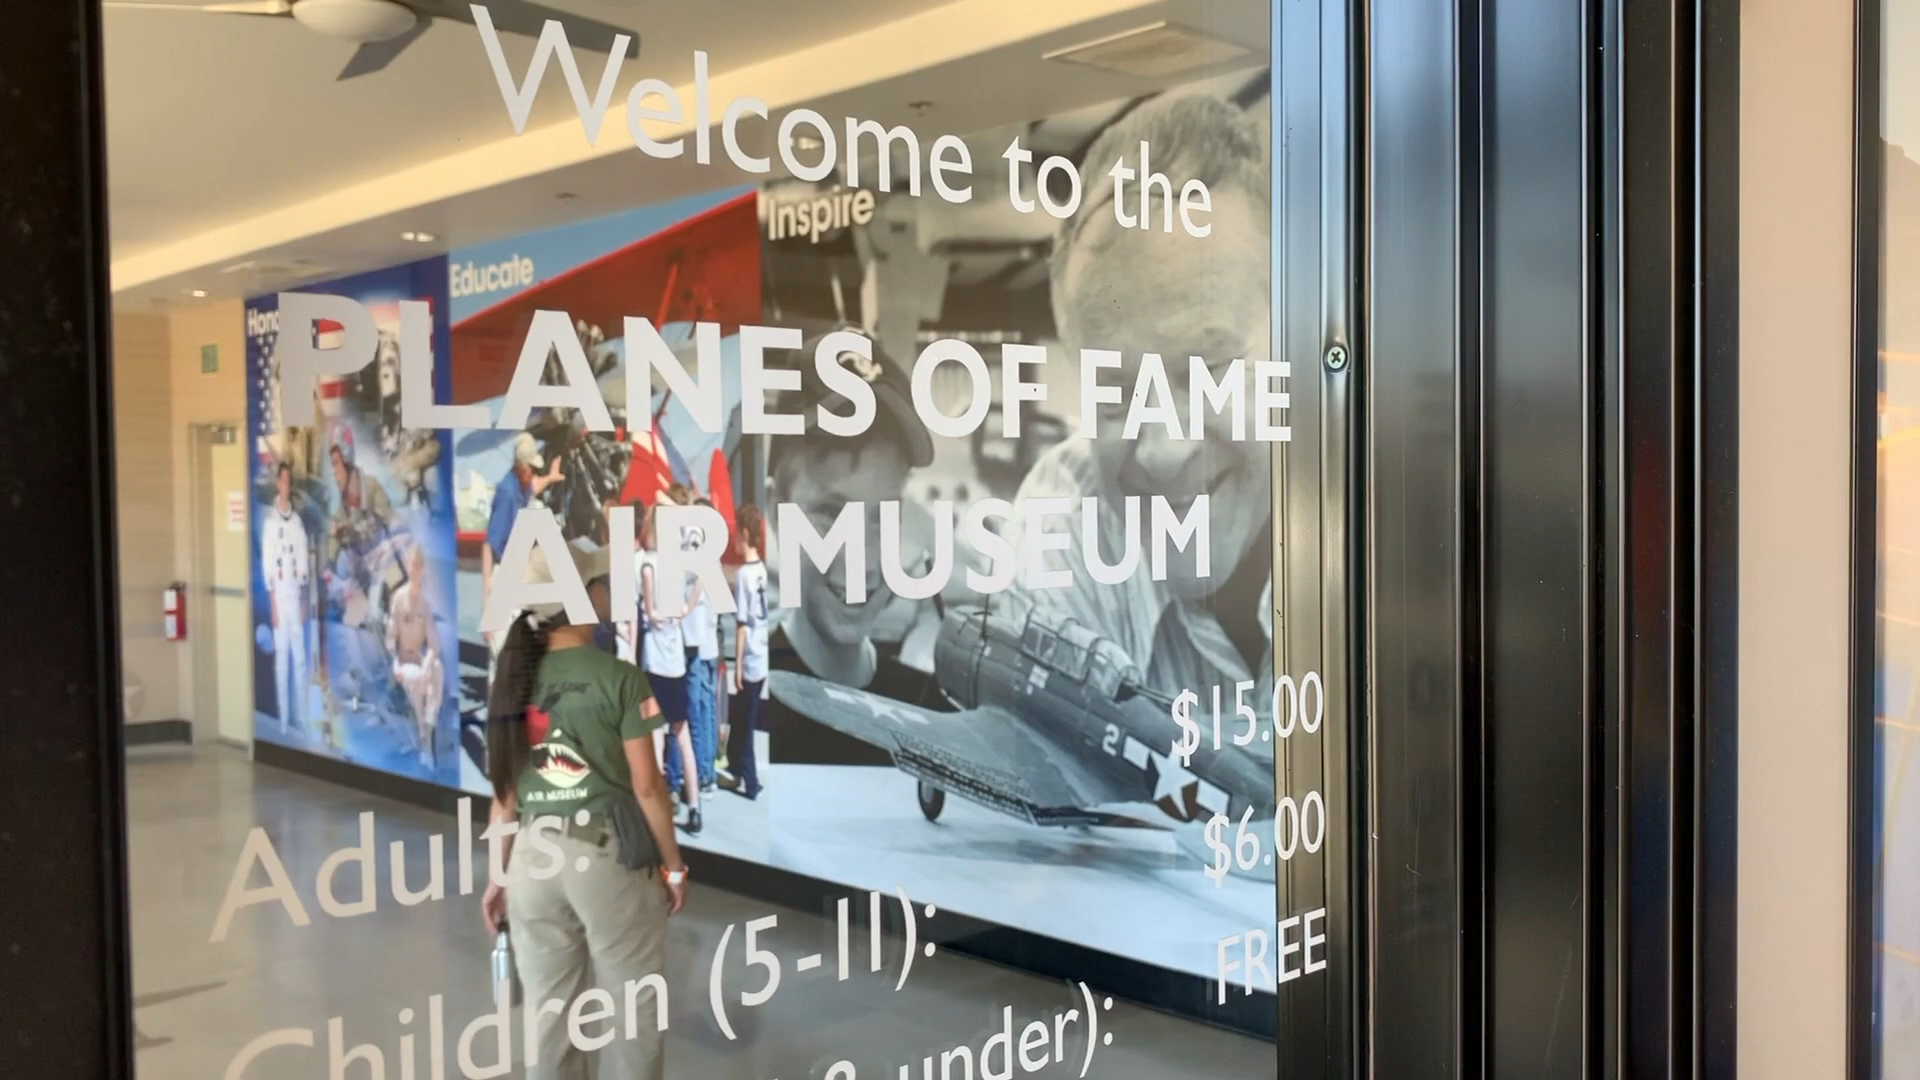 Welcome to the
Inspire
Educate
PLANES OF FAME
AIR MUSEUM
$15.00
2
AIR MUSEUM
Adults:
$6.00
Children (5-11):
FREE
& under):